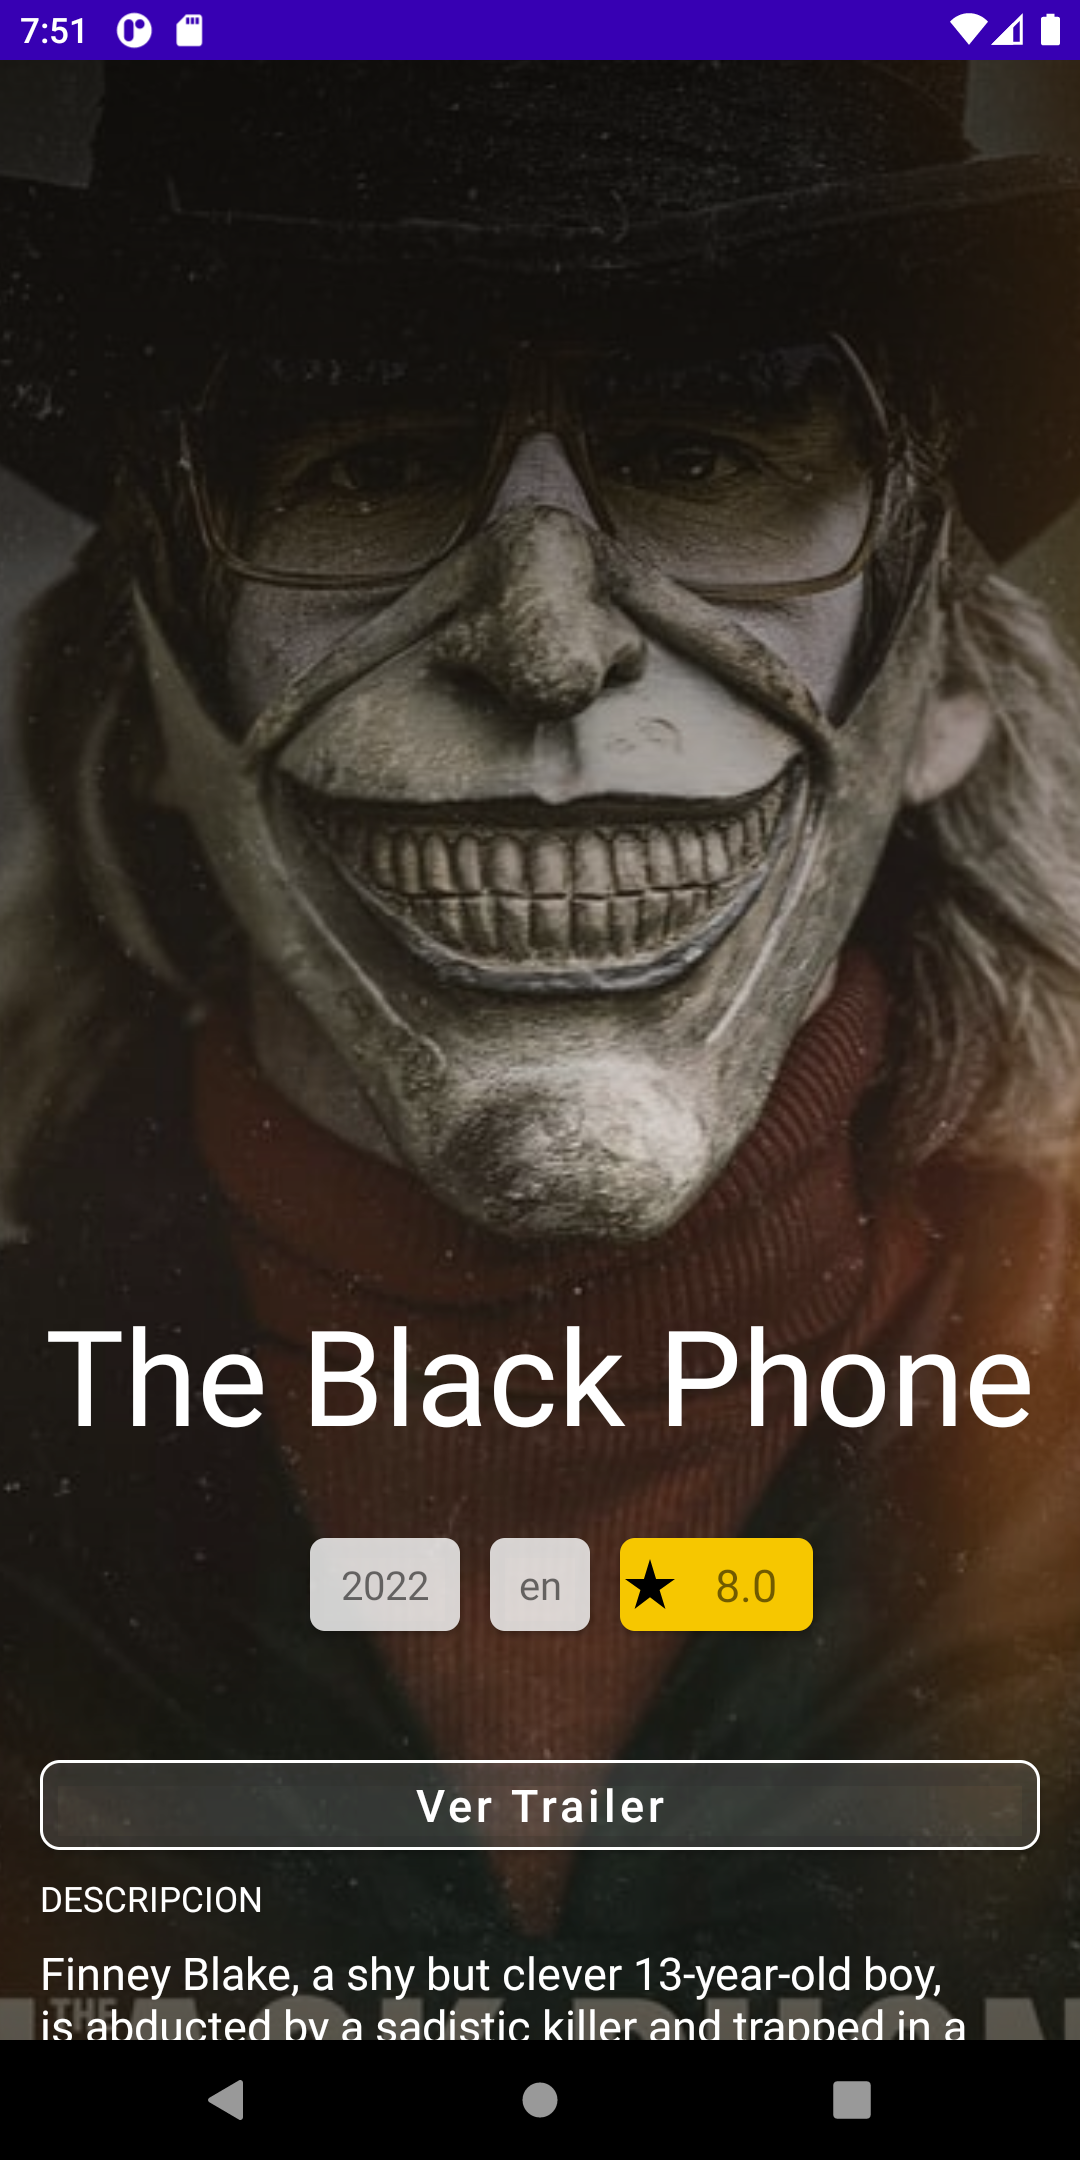 7:51
The Black Phone
2022 en 8.0
Ver Trailer
DESCRIPCION
Finney Blake, a shy but clever 13-year-old boy,
is abducted by a sadistic killer and trapped in a
THE